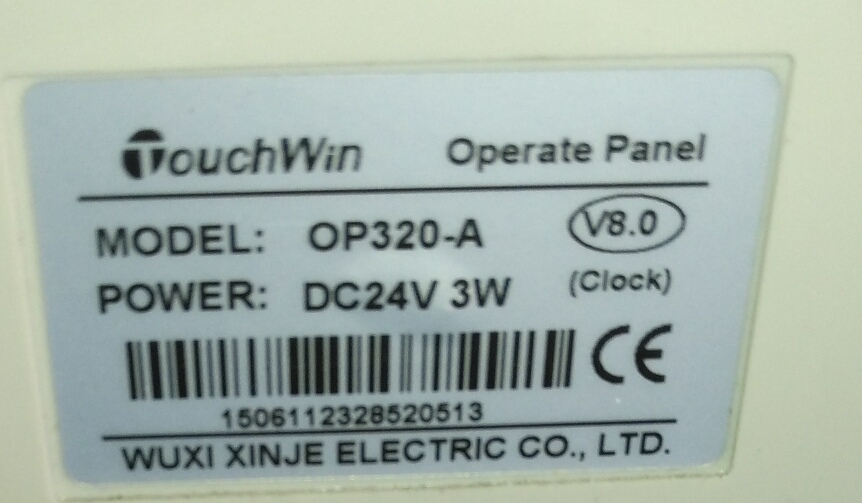 TouchWin Operate Panel
MODEL: OP320-A V8.0
POWER: DC24V 3W (Clock)
CE
1506112328520513
WUXI XINJE ELECTRIC CO., LTD.